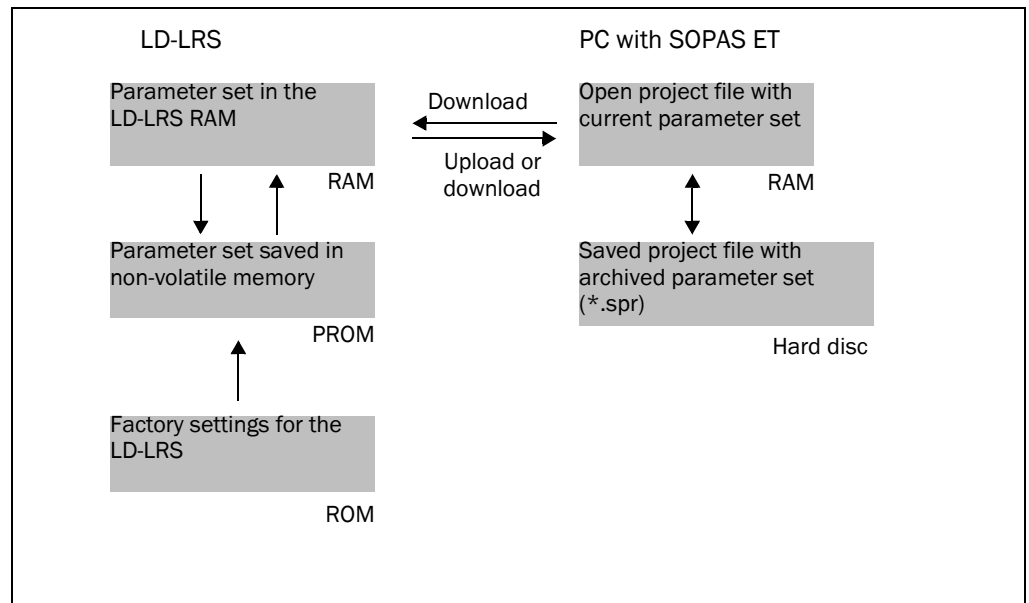 LD-LRS
PC with SOPAS ET
Parameter set in the
LD-LRS RAM
RAM
Download
Upload or
download
Open project file with
current parameter set
RAM
Parameter set saved in
non-volatile memory
PROM
Saved project file with
archived parameter set
(*.spr)
Hard disc
Factory settings for the
LD-LRS
ROM